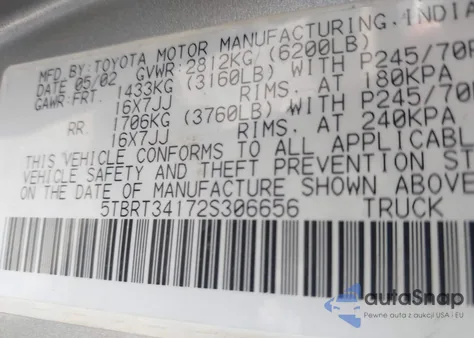 MFD.BY:TOYOTA MOTOR MANUFACTURING.INDI
DATE 05/02 GVWR:2812KG/(6200LB)
GAWR:FRT. 1433KG (3160LB) WITH P245/70
16X7JJ RIMS. AT 180KPA
RR. 1706KG (3760LB) WITH P245/70
16X7JJ RIMS. AT 240KPA
THIS VEHICLE CONFORMS TO ALL APPLICABL
VEHICLE SAFETY AND THEFT PREVENTION ST
ON THE DATE OF MANUFACTURE SHOWN ABOVE
5TBRT34172S306656 TRUCK
autoSnap
Pewne auta z aukcji USA i EU